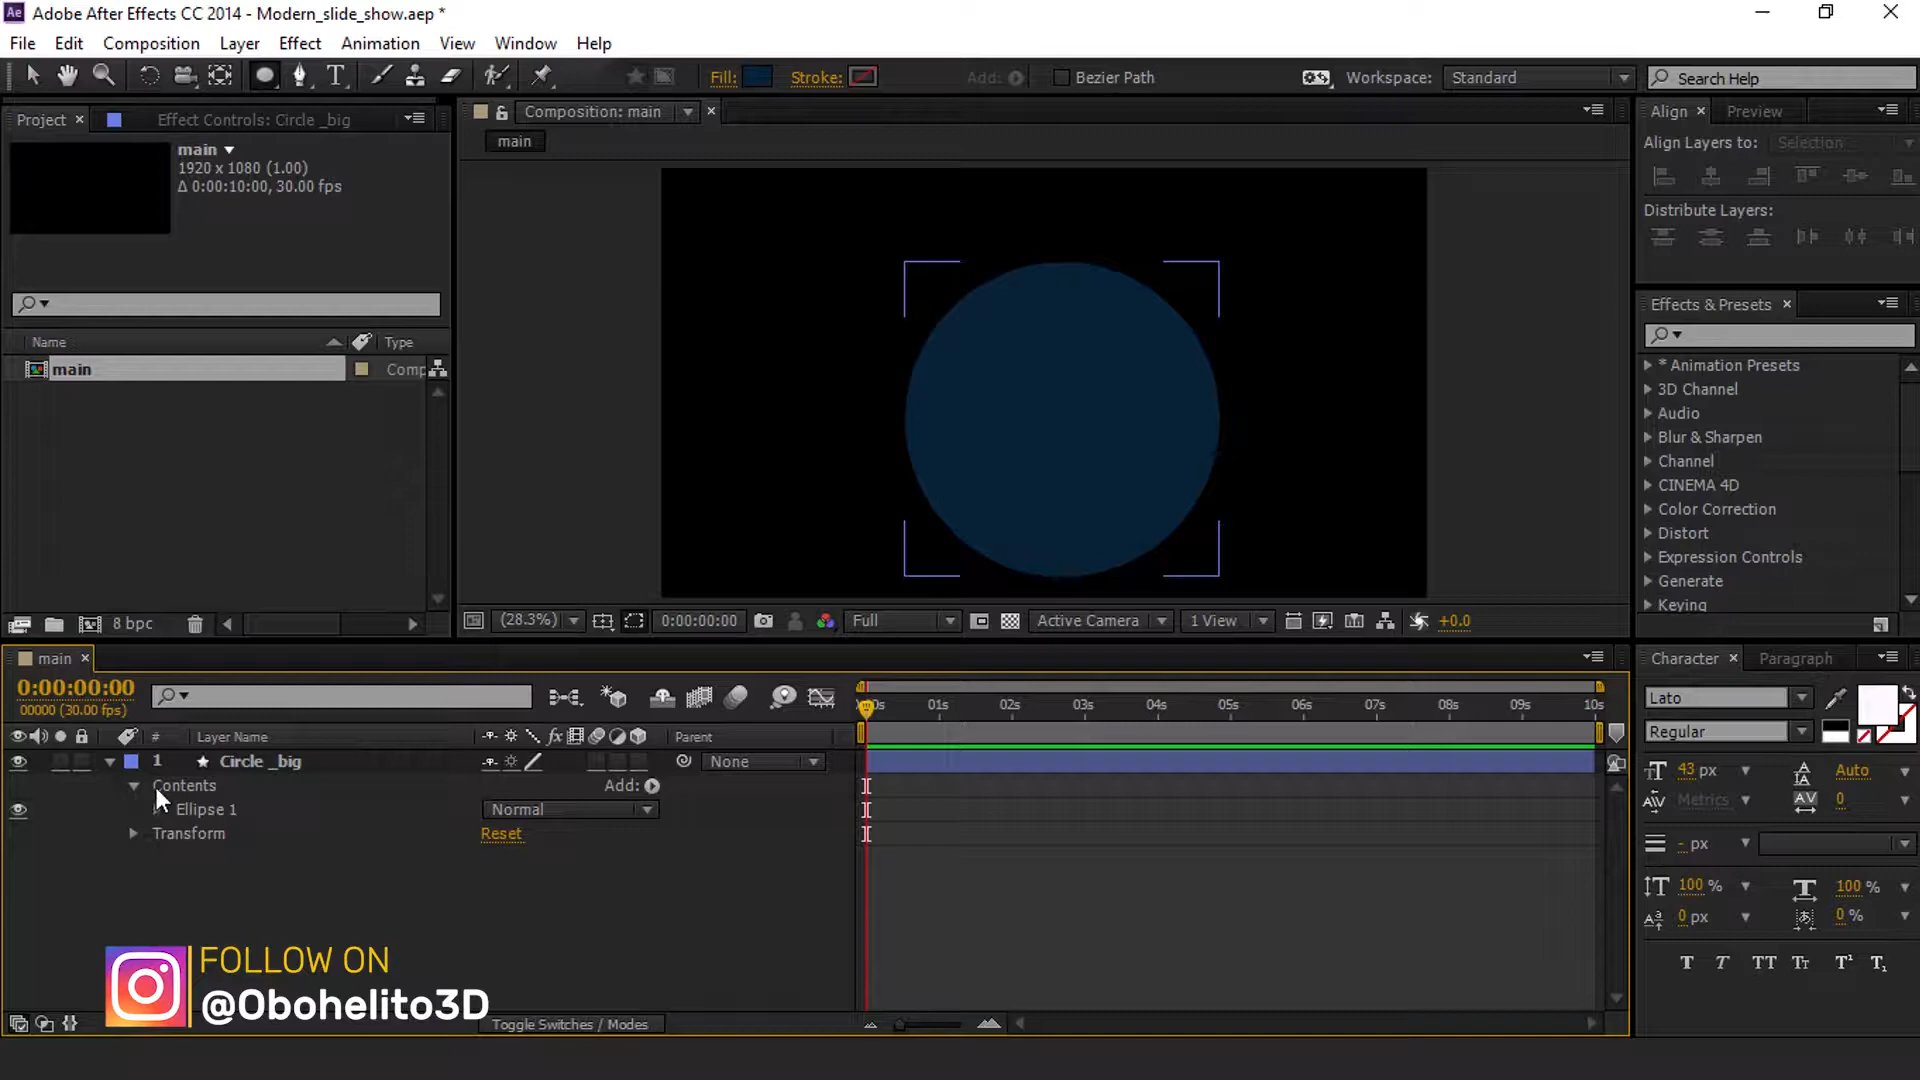 Ae Adobe After Effects CC 2014 - Modern_slide_show.aep *
File Edit Composition Layer Effect Animation View Window Help
Fill: Stroke: Add: Bezier Path Workspace: Standard Search Help
Project Effect Controls: Circle _big
Composition: main
Align Preview
main
1920 x 1080 (1.00)
Δ 0:00:10:00, 30.00 fps
main
Align Layers to: Selection
Distribute Layers:
Effects & Presets
Name Type
main Comp
* Animation Presets
3D Channel
Audio
Blur & Sharpen
Channel
CINEMA 4D
Color Correction
Distort
Expression Controls
Generate
Keying
8 bpc
(28.3%) 0:00:00:00 Full Active Camera 1 View +0.0
main
Character Paragraph
0:00:00:00
00000 (30.00 fps)
01s 02s 03s 04s 05s 06s 07s 08s 09s 10s
Lato
Regular
# Layer Name fx Parent
1 Circle _big None
Contents Add:
Ellipse 1 Normal
Transform Reset
43 px Auto
Metrics 0
- px
100 % 100 %
0 px 0 %
T T TT Tт T¹ T₁
FOLLOW ON
@Obohelito3D
Toggle Switches / Modes